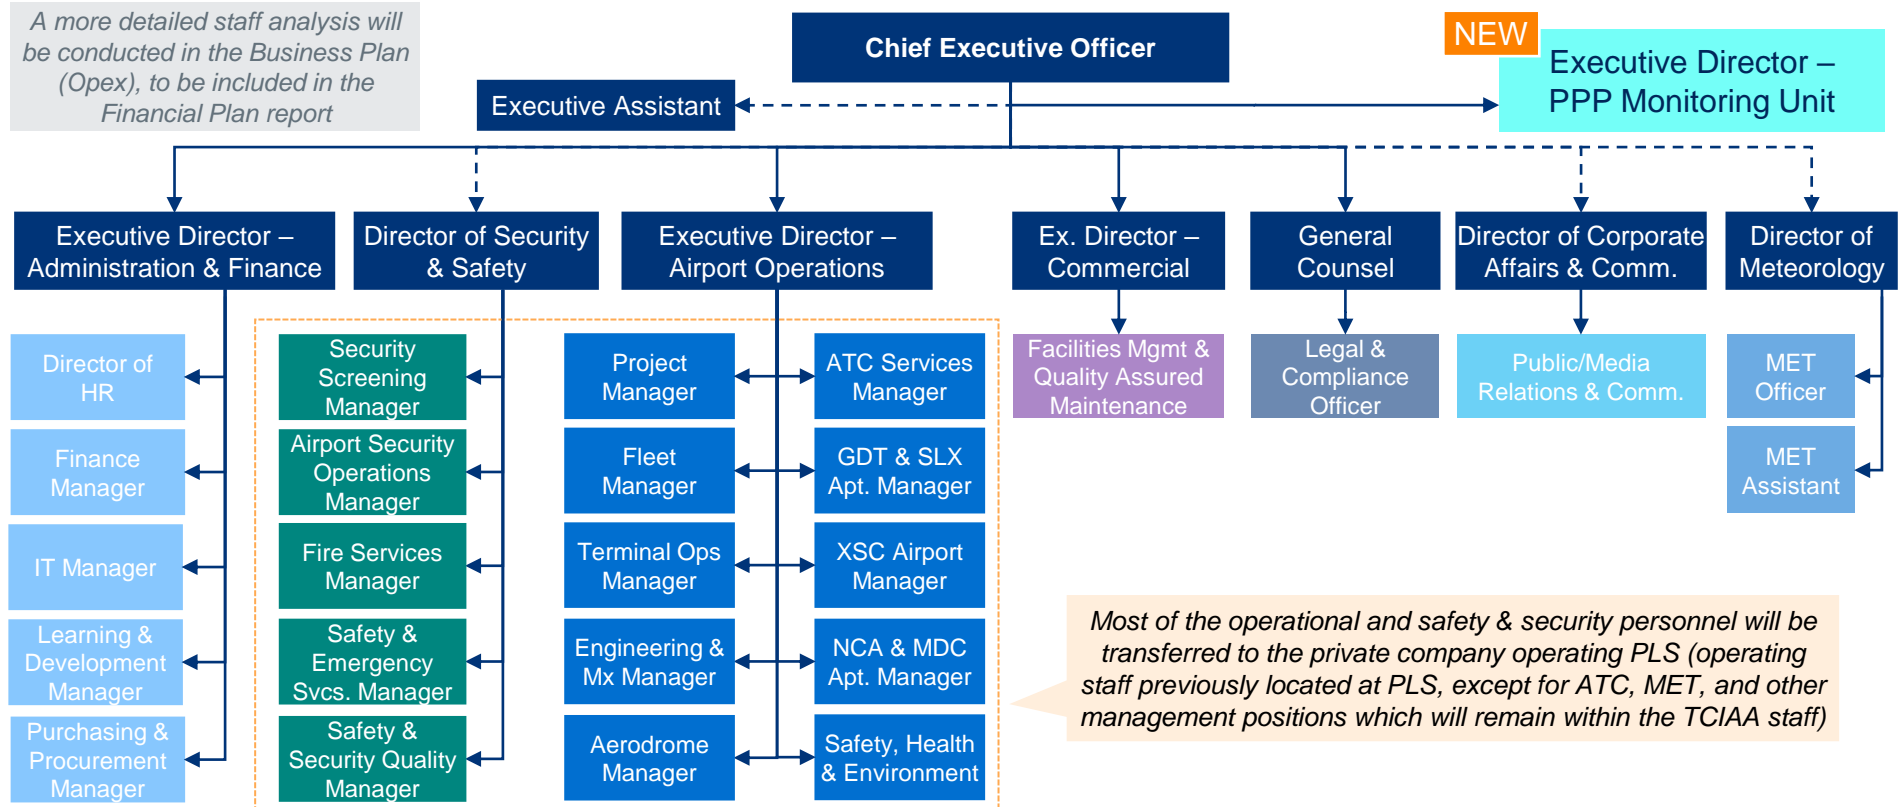 A more detailed staff analysis will
be conducted in the Business Plan
(Opex), to be included in the
Financial Plan report
Chief Executive Officer
NEW
Executive Director –
PPP Monitoring Unit
Executive Assistant
Executive Director –
Administration & Finance
Director of Security
& Safety
Executive Director –
Airport Operations
Ex. Director –
Commercial
General
Counsel
Director of Corporate
Affairs & Comm.
Director of
Meteorology
Director of
HR
Finance
Manager
IT Manager
Learning &
Development
Manager
Purchasing &
Procurement
Manager
Security
Screening
Manager
Airport Security
Operations
Manager
Fire Services
Manager
Safety &
Emergency
Svcs. Manager
Safety &
Security Quality
Manager
Project
Manager
Fleet
Manager
Terminal Ops
Manager
Engineering &
Mx Manager
Aerodrome
Manager
ATC Services
Manager
GDT & SLX
Apt. Manager
XSC Airport
Manager
NCA & MDC
Apt. Manager
Safety, Health
& Environment
Facilities Mgmt &
Quality Assured
Maintenance
Legal &
Compliance
Officer
Public/Media
Relations & Comm.
MET
Officer
MET
Assistant
Most of the operational and safety & security personnel will be
transferred to the private company operating PLS (operating
staff previously located at PLS, except for ATC, MET, and other
management positions which will remain within the TCIAA staff)